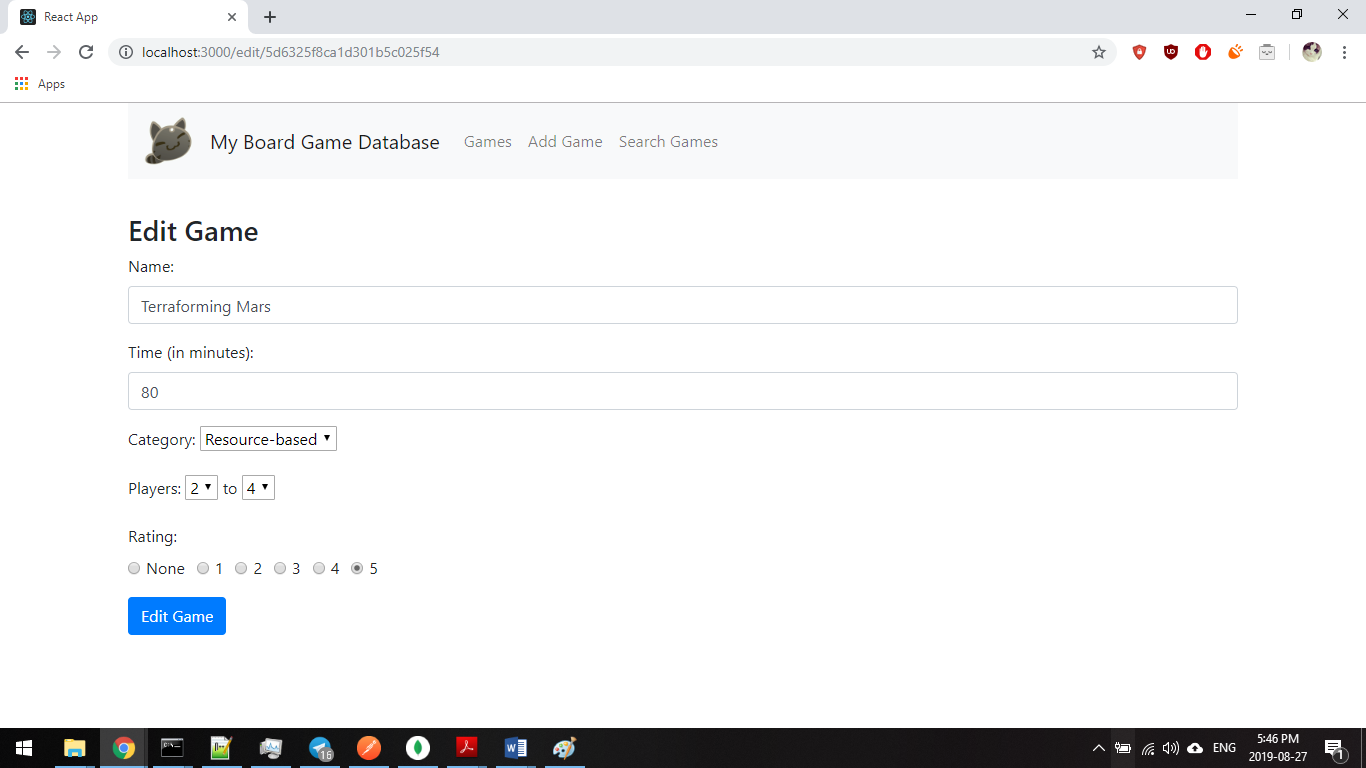 React App
localhost:3000/edit/5d6325f8ca1d301b5c025f54
Apps
My Board Game Database Games Add Game Search Games
Edit Game
Name:
Terraforming Mars
Time (in minutes):
80
Category: Resource-based
Players: 2 to 4
Rating:
None 1 2 3 4 5
Edit Game
16
5:46 PM
ENG
2019-08-27
1